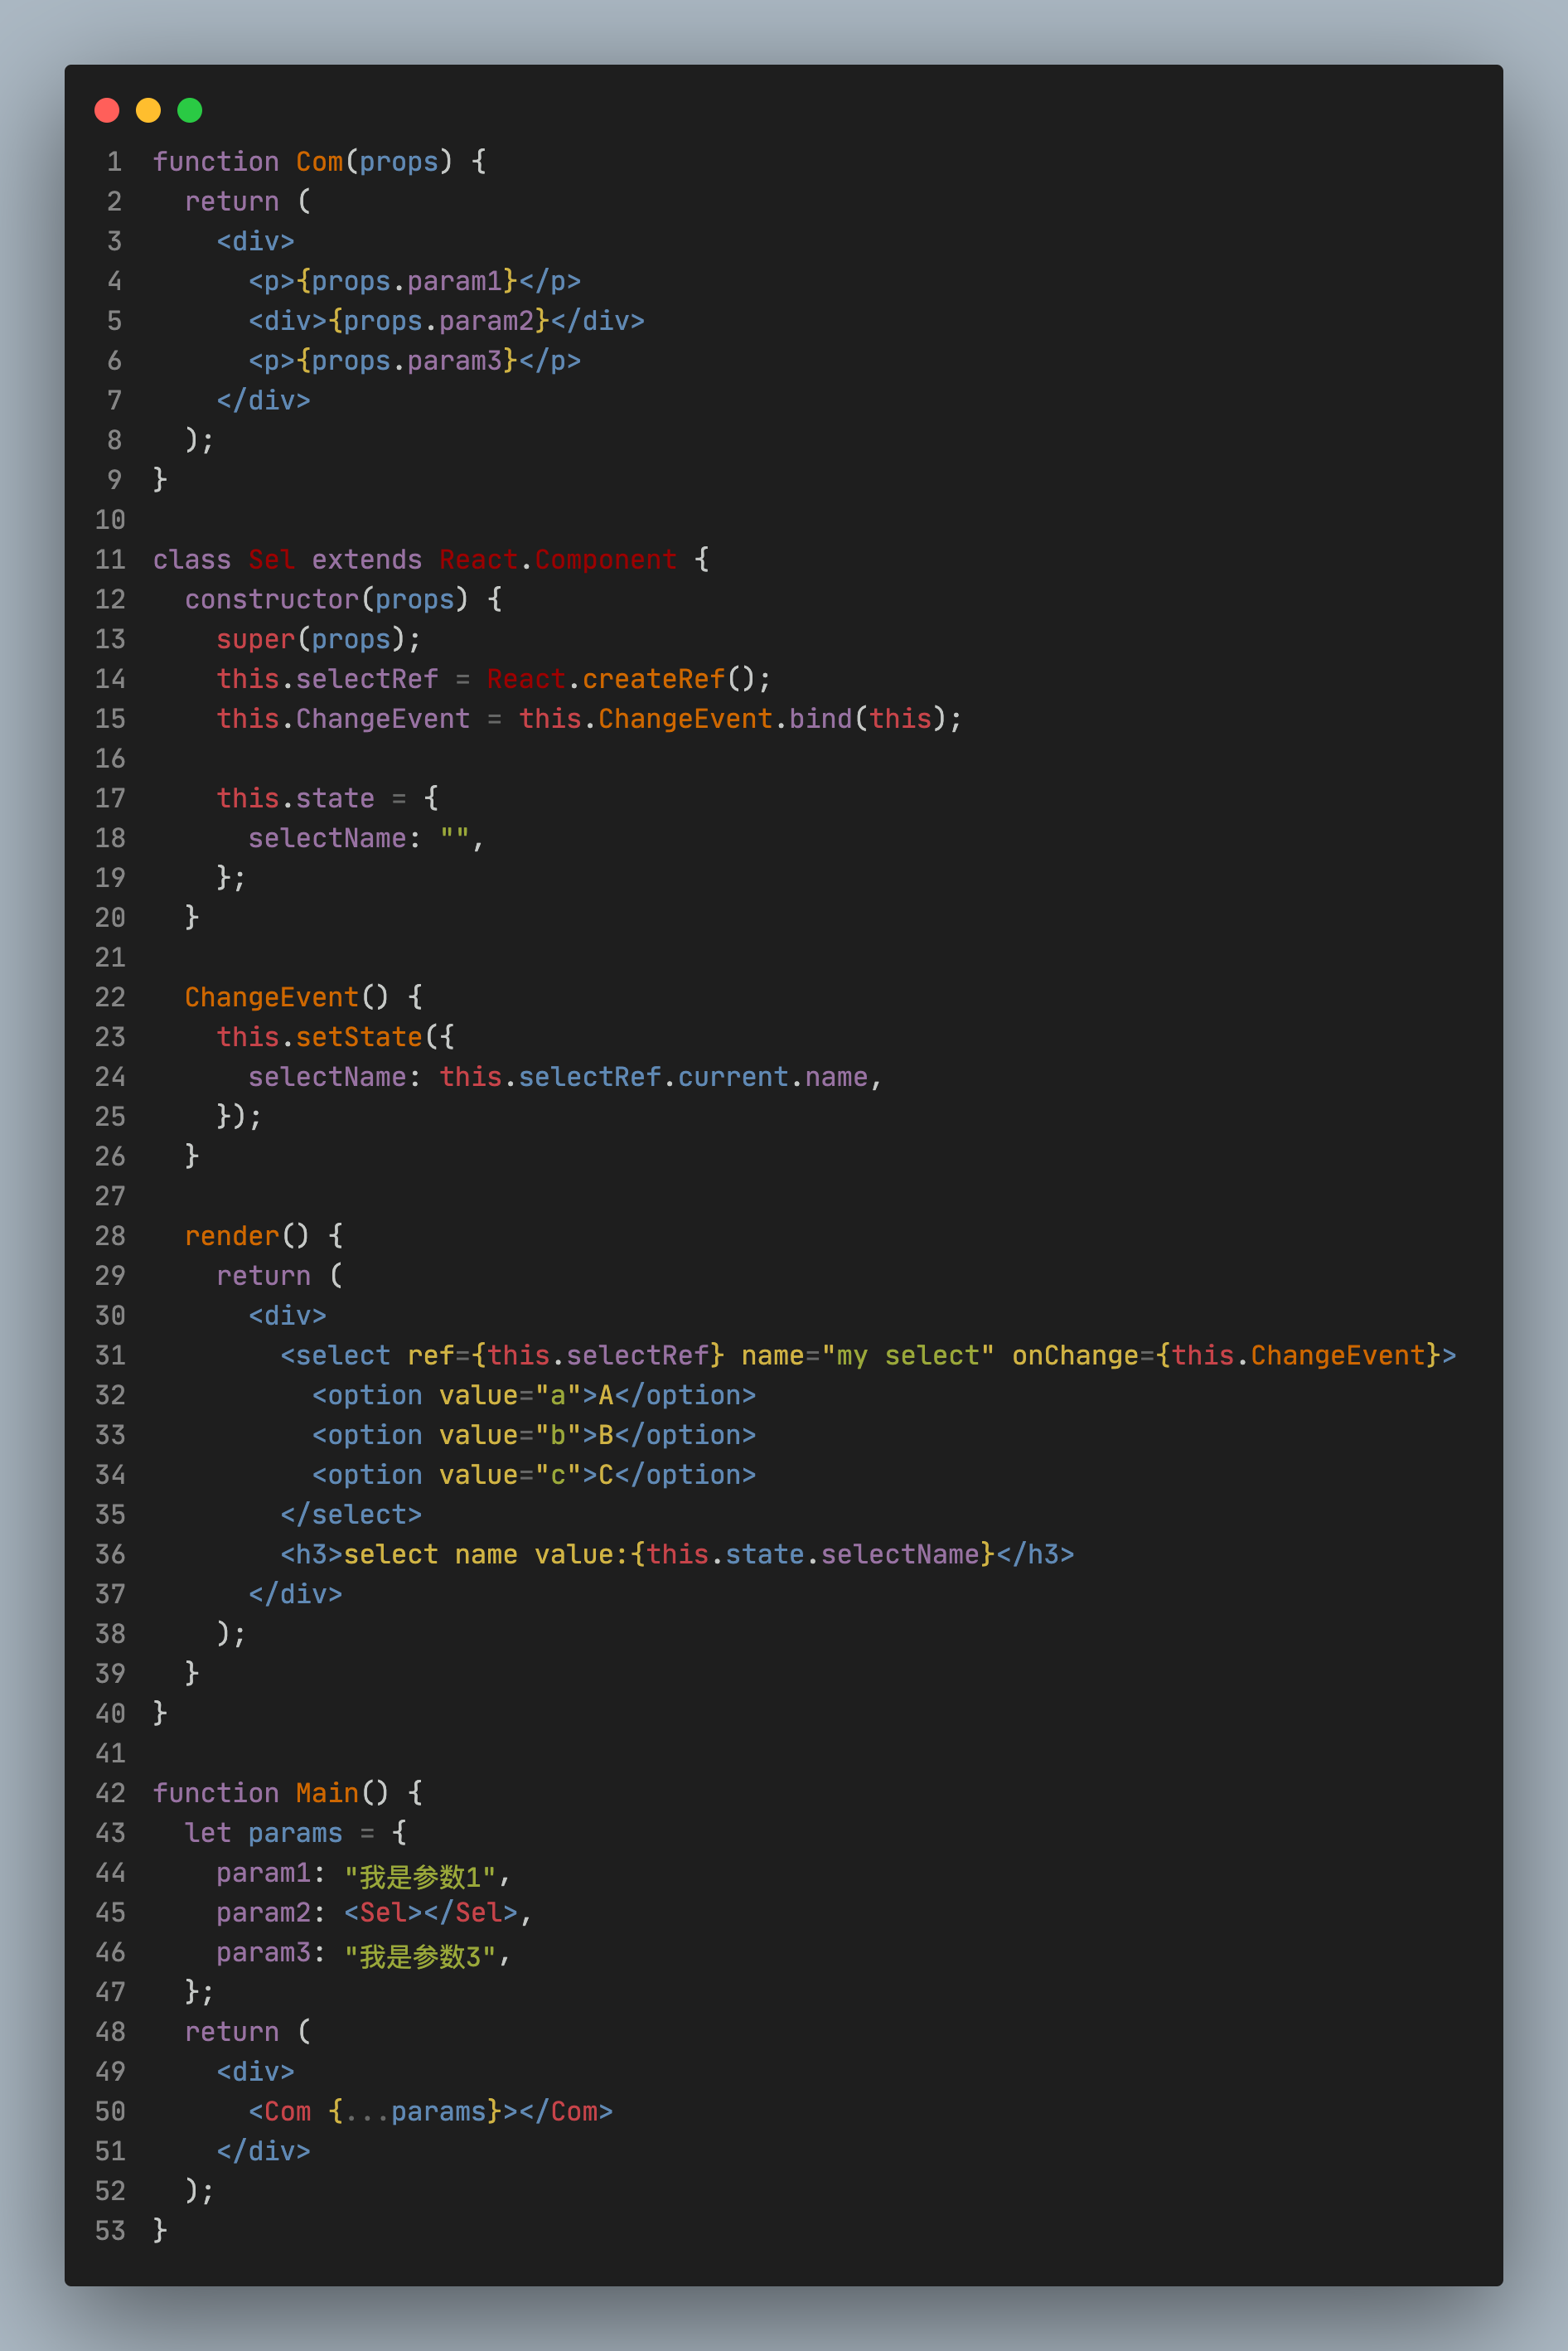 1 function Com(props) {
2   return (
3     <div>
4       <p>{props.param1}</p>
5       <div>{props.param2}</div>
6       <p>{props.param3}</p>
7     </div>
8   );
9 }
10
11 class Sel extends React.Component {
12   constructor(props) {
13     super(props);
14     this.selectRef = React.createRef();
15     this.ChangeEvent = this.ChangeEvent.bind(this);
16
17     this.state = {
18       selectName: "",
19     };
20   }
21
22   ChangeEvent() {
23     this.setState({
24       selectName: this.selectRef.current.name,
25     });
26   }
27
28   render() {
29     return (
30       <div>
31         <select ref={this.selectRef} name="my select" onChange={this.ChangeEvent}>
32           <option value="a">A</option>
33           <option value="b">B</option>
34           <option value="c">C</option>
35         </select>
36         <h3>select name value:{this.state.selectName}</h3>
37       </div>
38     );
39   }
40 }
41
42 function Main() {
43   let params = {
44     param1: "我是参数1",
45     param2: <Sel></Sel>,
46     param3: "我是参数3",
47   };
48   return (
49     <div>
50       <Com {...params}></Com>
51     </div>
52   );
53 }